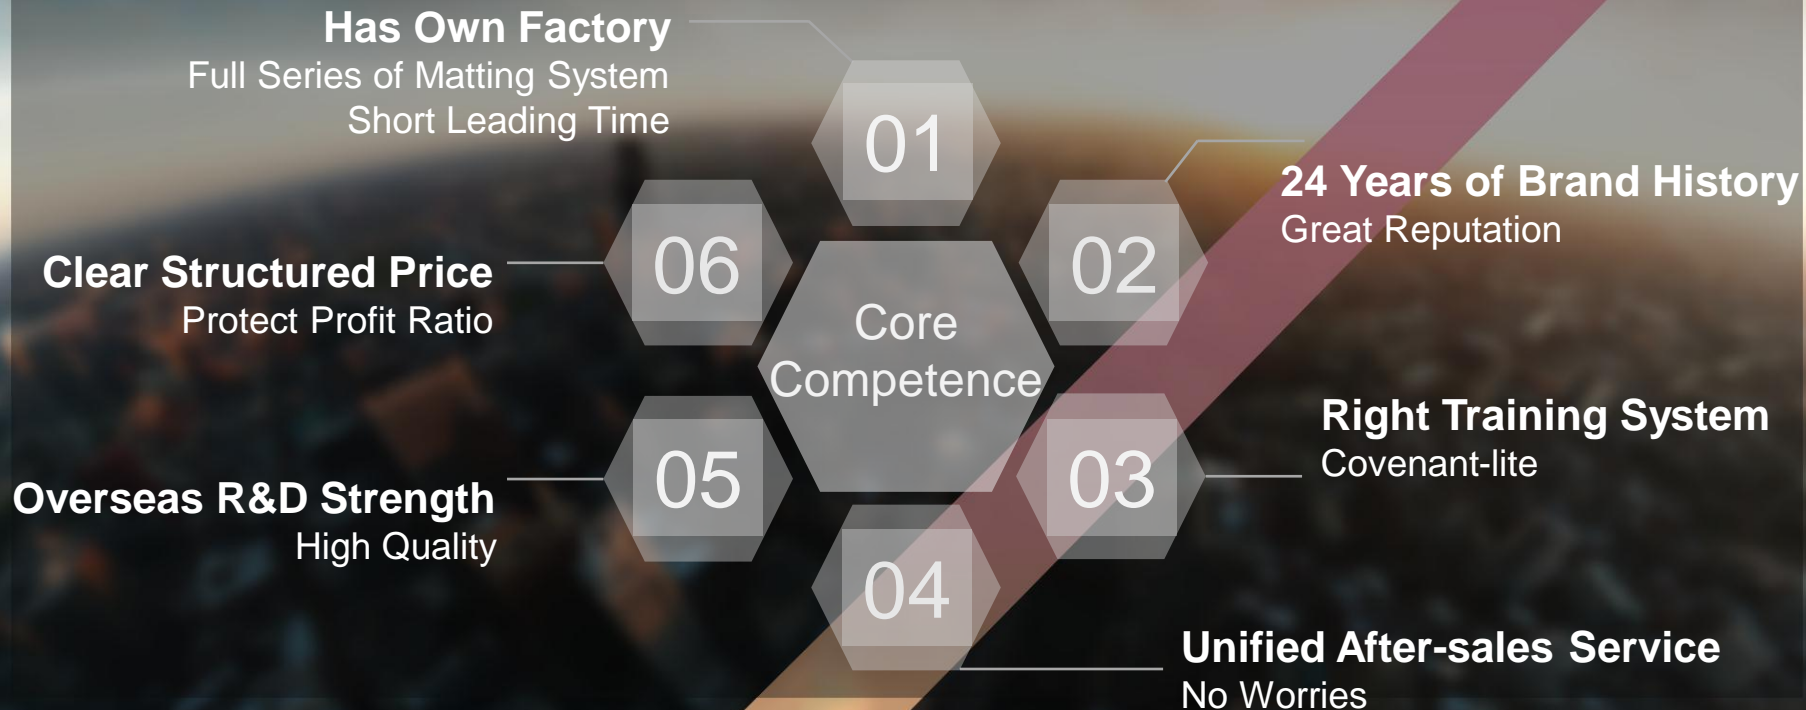 Has Own Factory
Full Series of Matting System
Short Leading Time
01
24 Years of Brand History
Great Reputation
02
06
Clear Structured Price
Protect Profit Ratio
Core
Competence
Right Training System
Covenant-lite
03
05
Overseas R&D Strength
High Quality
04
Unified After-sales Service
No Worries